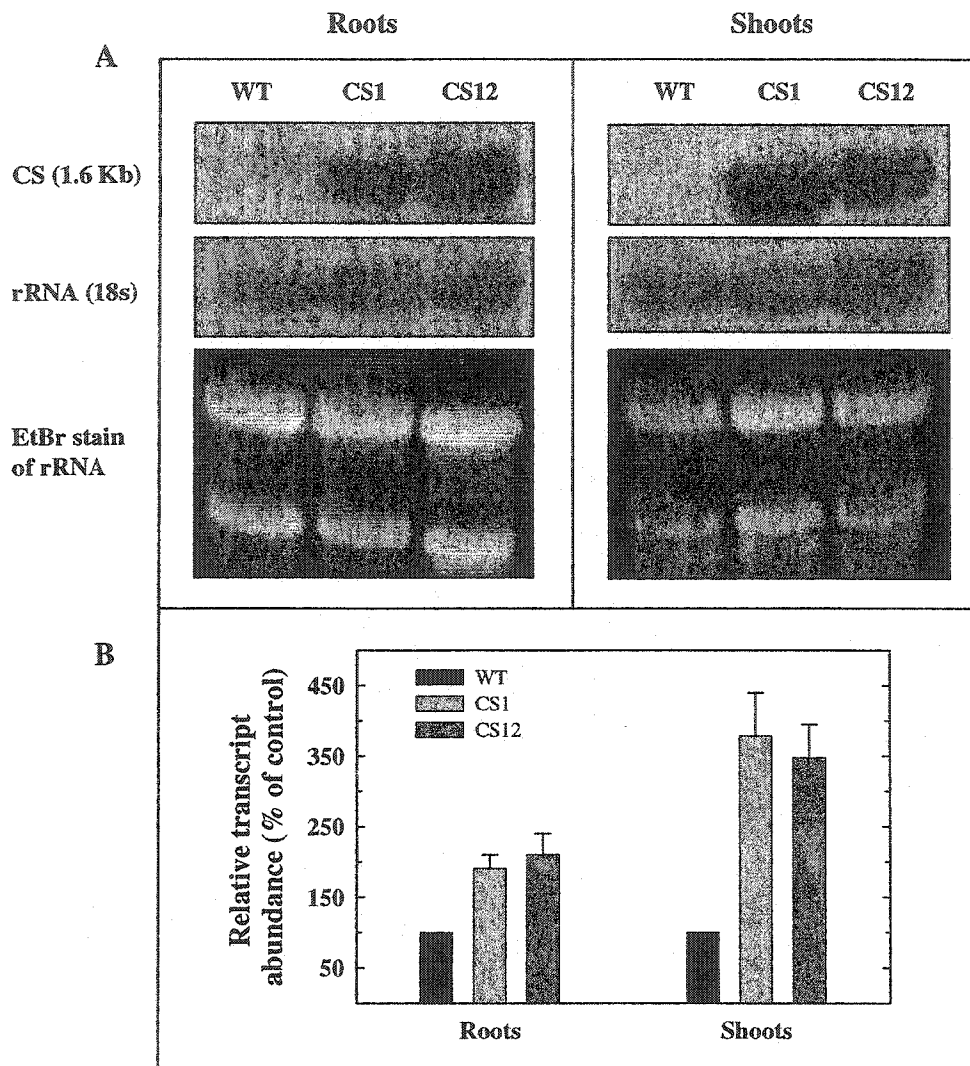 Roots
Shoots
A
WT CS1 CS12
WT CS1 CS12
CS (1.6 Kb)
rRNA (18s)
EtBr stain
of rRNA
B
Relative transcript
abundance (% of control)
450
350
250
150
50
WT
CS1
CS12
Roots
Shoots